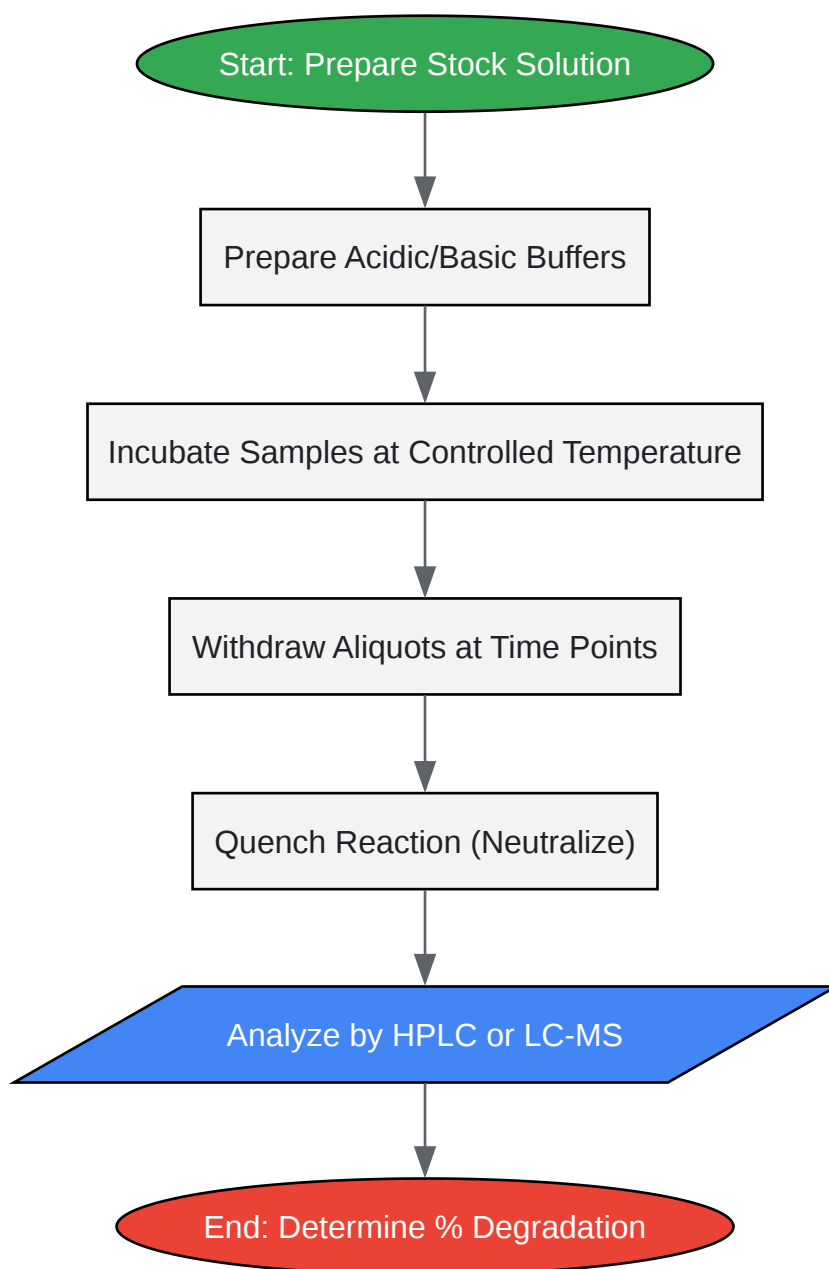 Start: Prepare Stock Solution
Prepare Acidic/Basic Buffers
Incubate Samples at Controlled Temperature
Withdraw Aliquots at Time Points
Quench Reaction (Neutralize)
Analyze by HPLC or LC-MS
End: Determine % Degradation